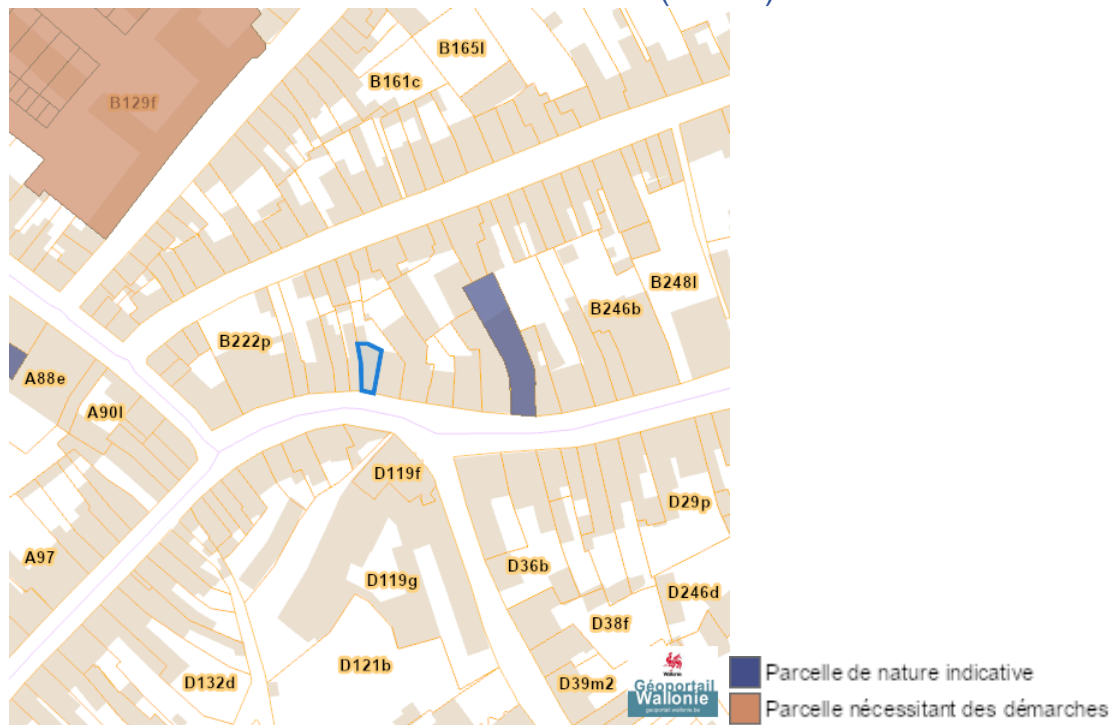 B165l
B161c
B129f
B248l
B246b
B222p
A88e
A90l
D119f
D29p
A97
D36b
D119g
D246d
D38f
D121b
D132d
D39m2
Wallonie
Géoportail
Wallonie
geoportail.wallonie.be
Parcelle de nature indicative
Parcelle nécessitant des démarches